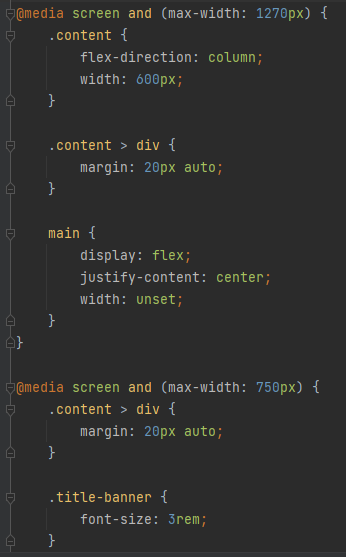 @media screen and (max-width: 1270px) {
    .content {
        flex-direction: column;
        width: 600px;
    }

    .content > div {
        margin: 20px auto;
    }

    main {
        display: flex;
        justify-content: center;
        width: unset;
    }
}

@media screen and (max-width: 750px) {
    .content > div {
        margin: 20px auto;
    }

    .title-banner {
        font-size: 3rem;
    }